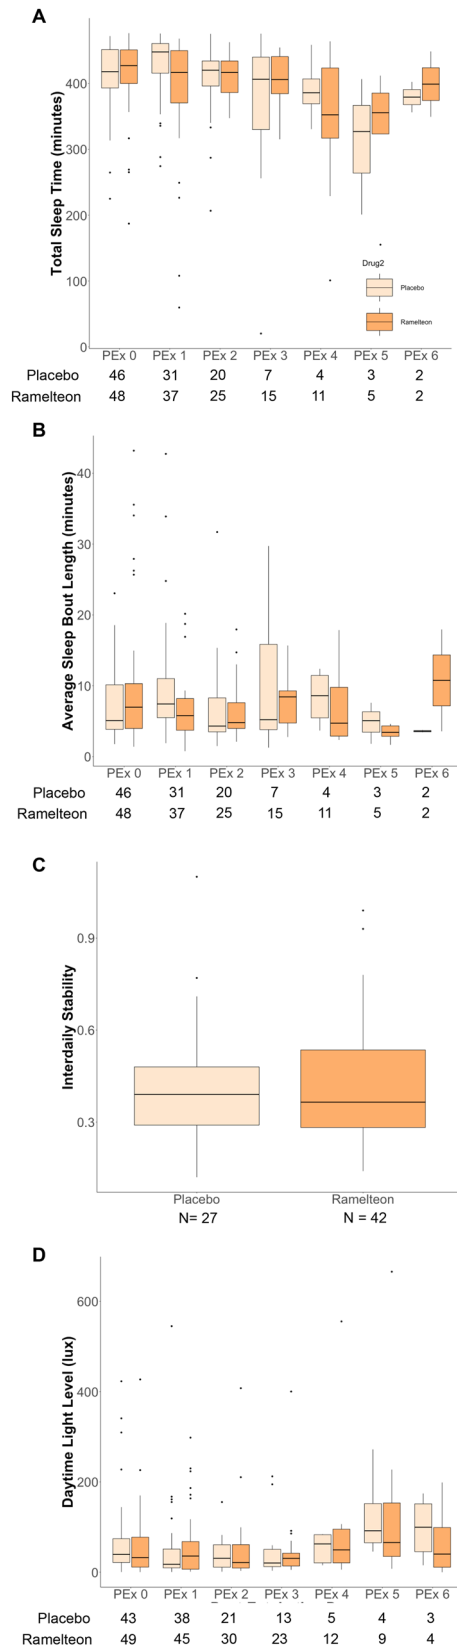 A
Total Sleep Time (minutes)
400
300
200
100
0
Drug2
Placebo
Ramelteon
PEx 0 PEx 1 PEx 2 PEx 3 PEx 4 PEx 5 PEx 6
Placebo 46 31 20 7 4 3 2
Ramelteon 48 37 25 15 11 5 2
B
Average Sleep Bout Length (minutes)
40
30
20
10
0
PEx 0 PEx 1 PEx 2 PEx 3 PEx 4 PEx 5 PEx 6
Placebo 46 31 20 7 4 3 2
Ramelteon 48 37 25 15 11 5 2
C
Interdaily Stability
0.9
0.6
0.3
Placebo Ramelteon
N= 27 N = 42
D
Daytime Light Level (lux)
600
400
200
0
PEx 0 PEx 1 PEx 2 PEx 3 PEx 4 PEx 5 PEx 6
Placebo 43 38 21 13 5 4 3
Ramelteon 49 45 30 23 12 9 4